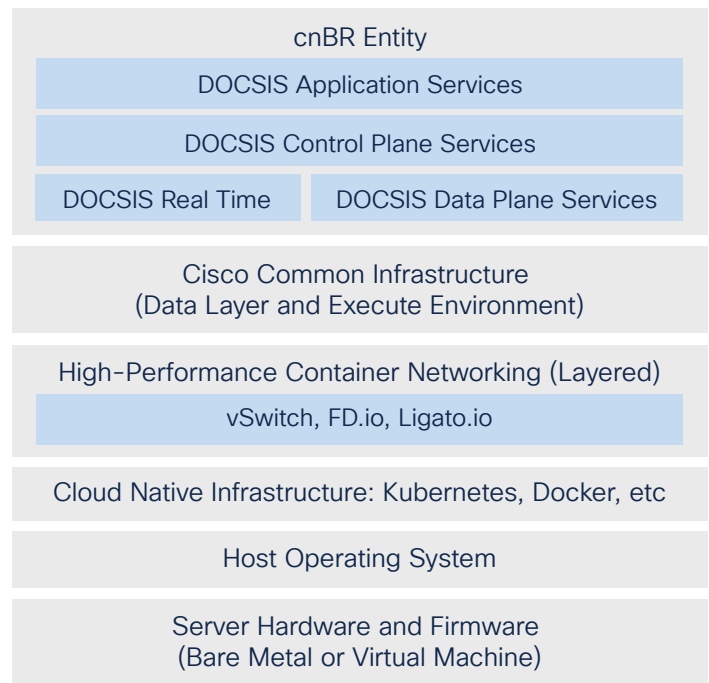 cnBR Entity
DOCSIS Application Services
DOCSIS Control Plane Services
DOCSIS Real Time
DOCSIS Data Plane Services
Cisco Common Infrastructure
(Data Layer and Execute Environment)
High-Performance Container Networking (Layered)
vSwitch, FD.io, Ligato.io
Cloud Native Infrastructure: Kubernetes, Docker, etc
Host Operating System
Server Hardware and Firmware
(Bare Metal or Virtual Machine)